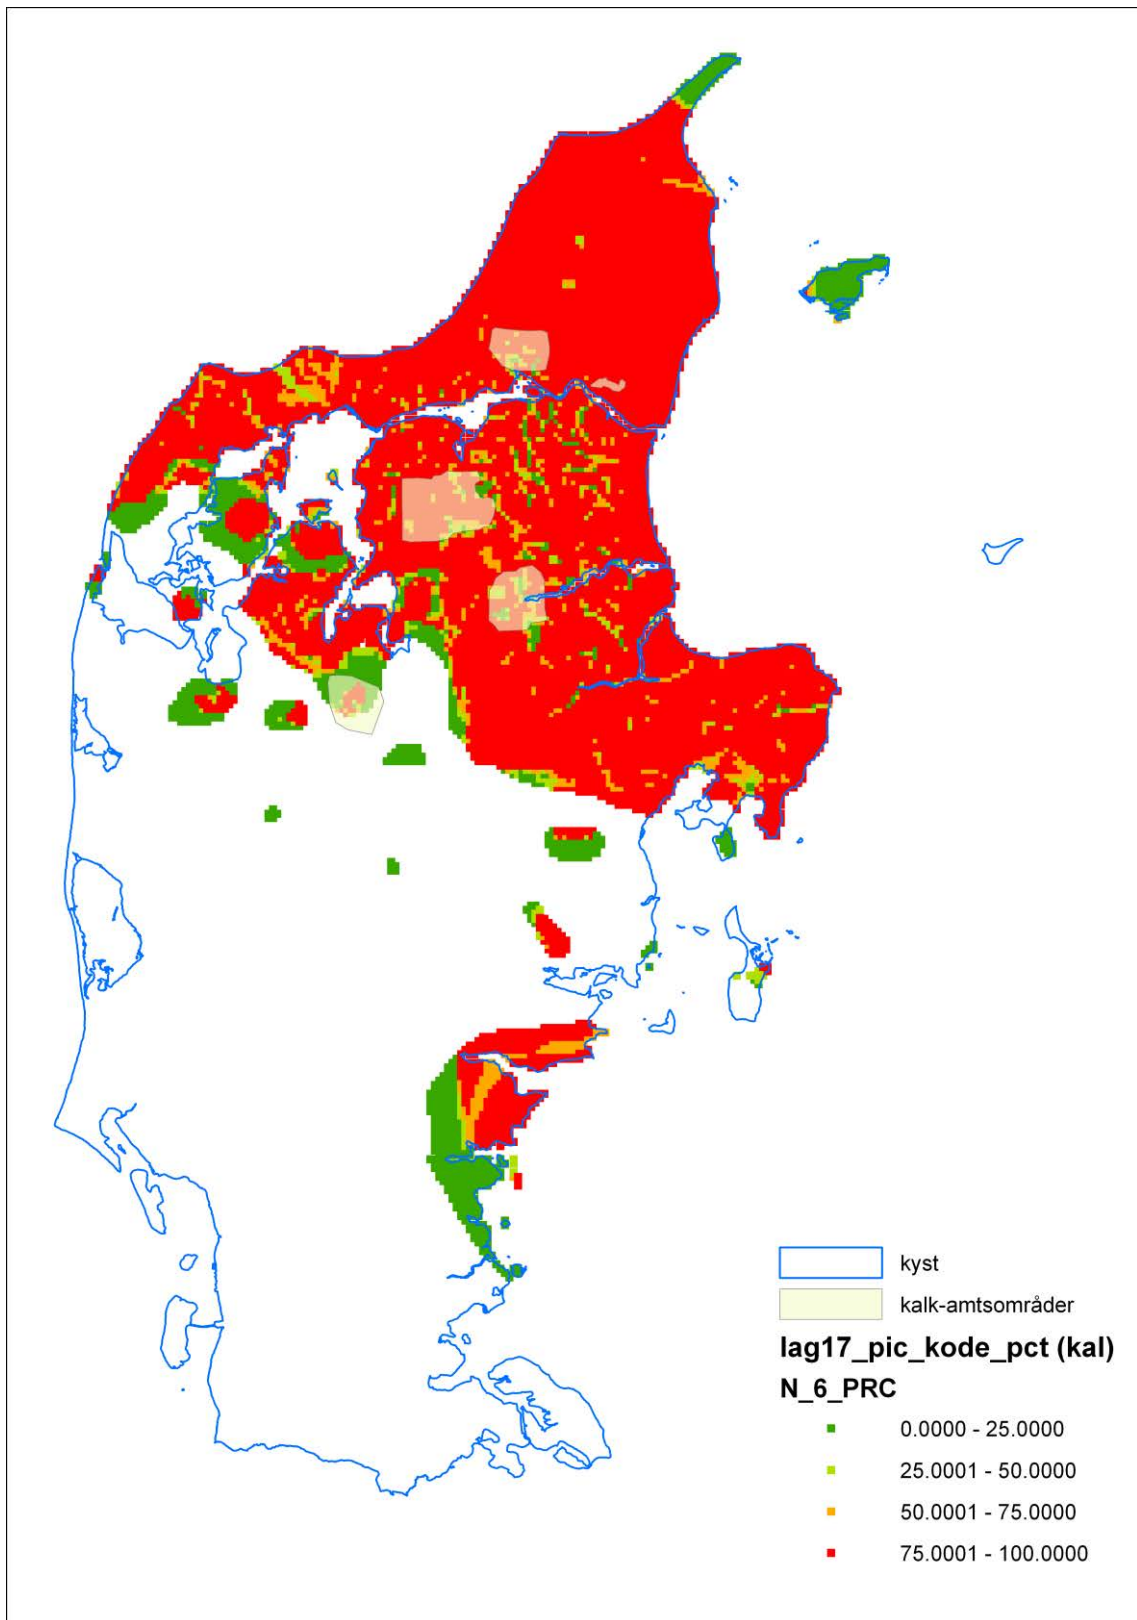 kyst
kalk-amtsområder
lag17_pic_kode_pct (kal)
N_6_PRC
0.0000 - 25.0000
25.0001 - 50.0000
50.0001 - 75.0000
75.0001 - 100.0000